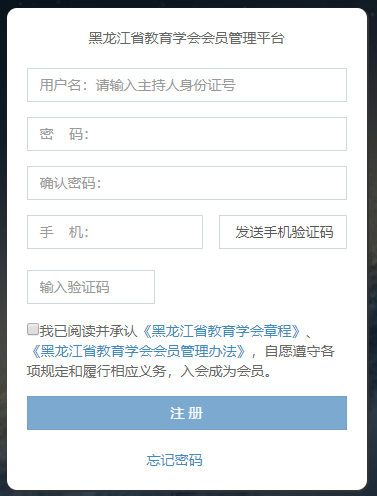 黑龙江省教育学会会员管理平台
用户名：请输入主持人身份证号
密    码：
确认密码：
手    机：
发送手机验证码
输入验证码
我已阅读并承认《黑龙江省教育学会章程》、
《黑龙江省教育学会会员管理办法》，自愿遵守各
项规定和履行相应义务，入会成为会员。
注 册
忘记密码